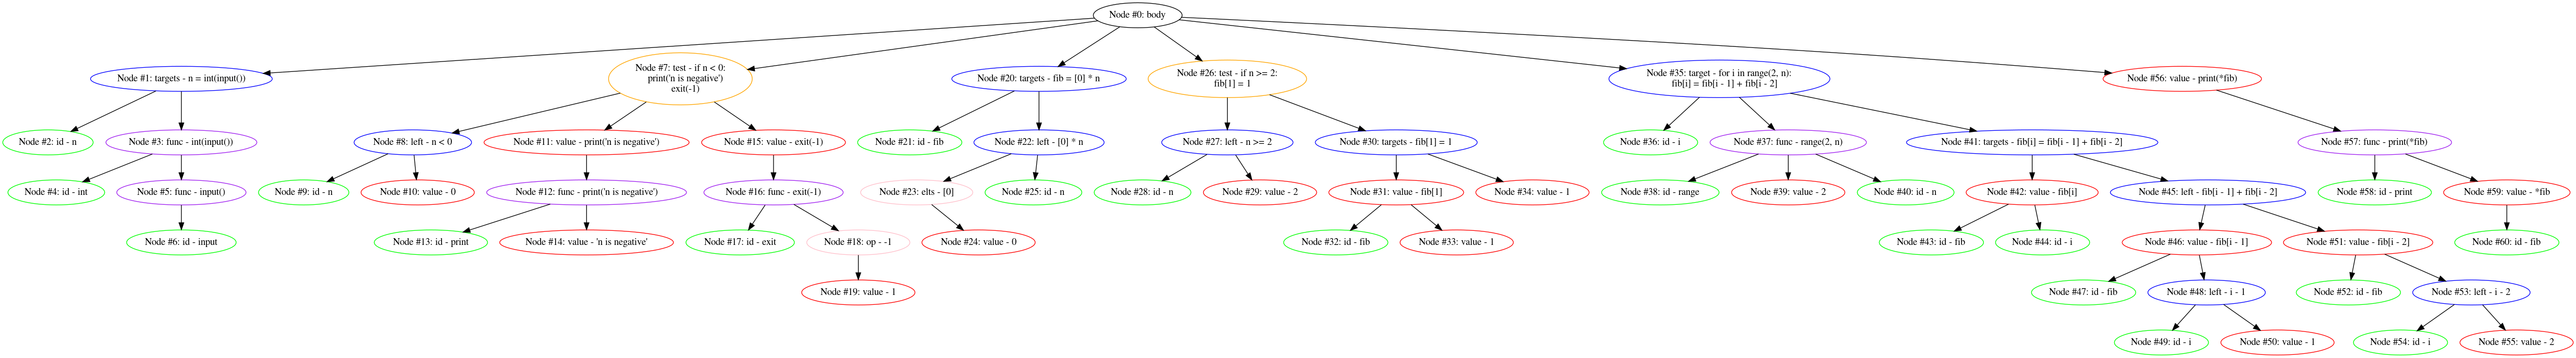 Node #0: body
Node #1: targets - n = int(input())
Node #7: test - if n < 0:
print('n is negative')
exit(-1)
Node #20: targets - fib = [0] * n
Node #26: test - if n >= 2:
fib[1] = 1
Node #35: target - for i in range(2, n):
fib[i] = fib[i - 1] + fib[i - 2]
Node #56: value - print(*fib)
Node #2: id - n
Node #3: func - int(input())
Node #8: left - n < 0
Node #11: value - print('n is negative')
Node #15: value - exit(-1)
Node #21: id - fib
Node #22: left - [0] * n
Node #27: left - n >= 2
Node #30: targets - fib[1] = 1
Node #36: id - i
Node #37: func - range(2, n)
Node #41: targets - fib[i] = fib[i - 1] + fib[i - 2]
Node #57: func - print(*fib)
Node #4: id - int
Node #5: func - input()
Node #9: id - n
Node #10: value - 0
Node #12: func - print('n is negative')
Node #16: func - exit(-1)
Node #23: elts - [0]
Node #25: id - n
Node #28: id - n
Node #29: value - 2
Node #31: value - fib[1]
Node #34: value - 1
Node #38: id - range
Node #39: value - 2
Node #40: id - n
Node #42: value - fib[i]
Node #45: left - fib[i - 1] + fib[i - 2]
Node #58: id - print
Node #59: value - *fib
Node #6: id - input
Node #13: id - print
Node #14: value - 'n is negative'
Node #17: id - exit
Node #18: op - -1
Node #24: value - 0
Node #32: id - fib
Node #33: value - 1
Node #43: id - fib
Node #44: id - i
Node #46: value - fib[i - 1]
Node #51: value - fib[i - 2]
Node #60: id - fib
Node #19: value - 1
Node #47: id - fib
Node #48: left - i - 1
Node #52: id - fib
Node #53: left - i - 2
Node #49: id - i
Node #50: value - 1
Node #54: id - i
Node #55: value - 2